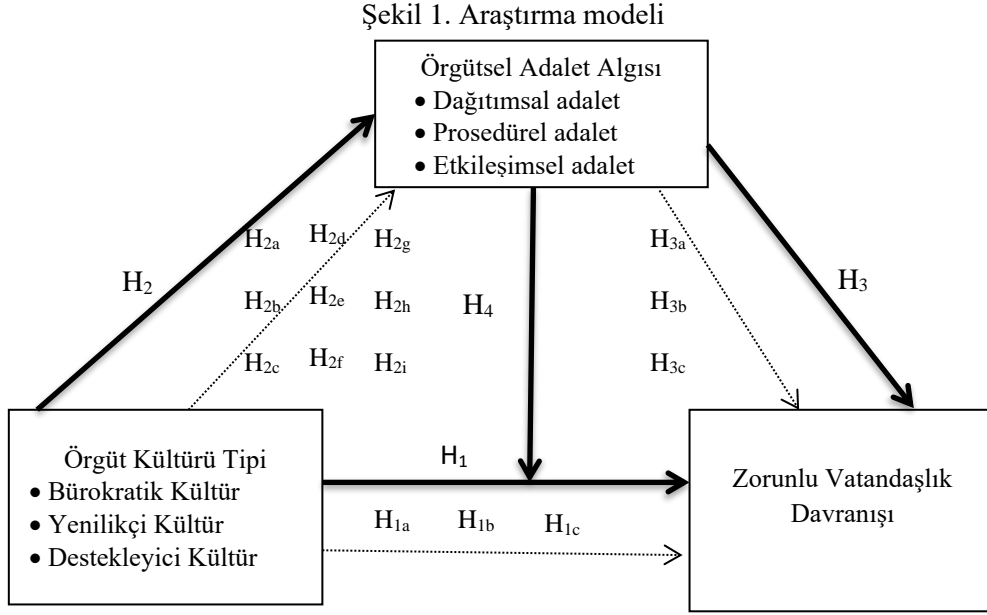 Şekil 1. Araştırma modeli
Örgütsel Adalet Algısı
• Dağıtımsal adalet
• Prosedürel adalet
• Etkileşimsel adalet
H2a H2d H2g H3a
H2 H3
H2b H2e H2h H4 H3b
H2c H2f H2i H3c
Örgüt Kültürü Tipi
• Bürokratik Kültür
• Yenilikçi Kültür
• Destekleyici Kültür
H1
H1a H1b H1c
Zorunlu Vatandaşlık
Davranışı